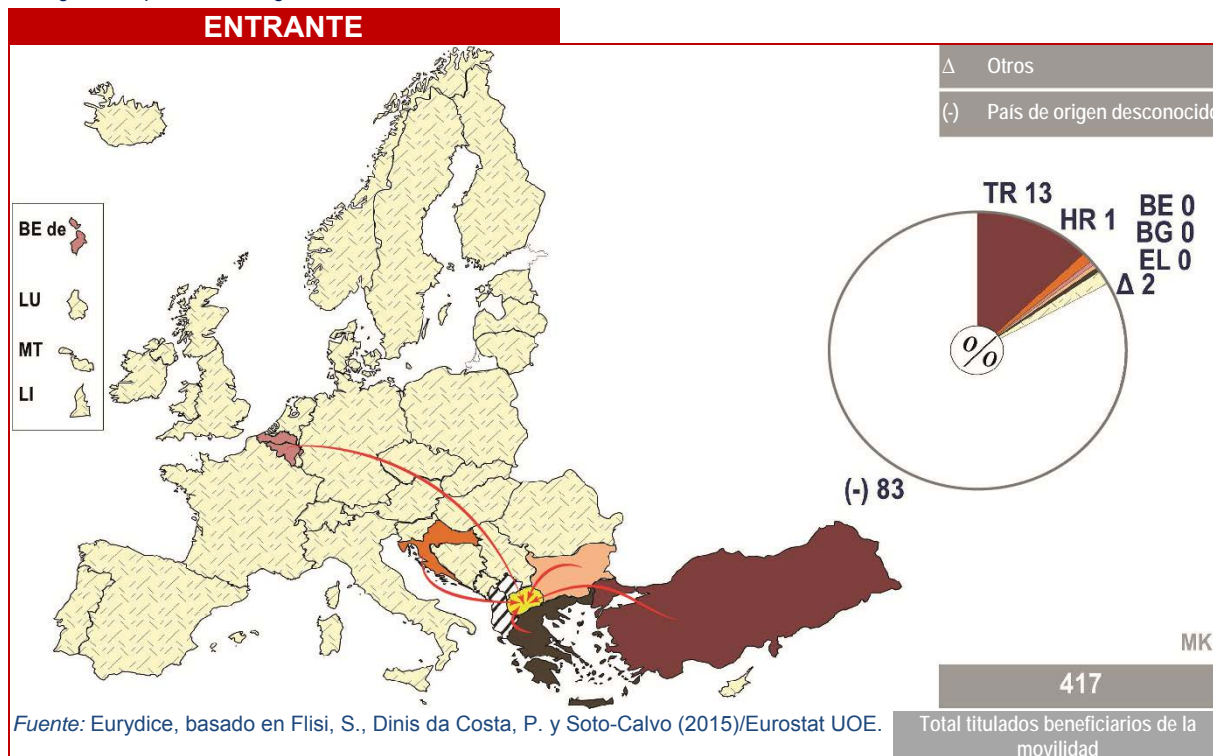 ENTRANTE
Δ Otros
(-) País de origen desconocido
BE de
LU
MT
LI
TR 13
HR 1
BE 0
BG 0
EL 0
Δ 2
%
(-) 83
MK
417
Total titulados beneficiarios de la
movilidad
Fuente: Eurydice, basado en Flisi, S., Dinis da Costa, P. y Soto-Calvo (2015)/Eurostat UOE.